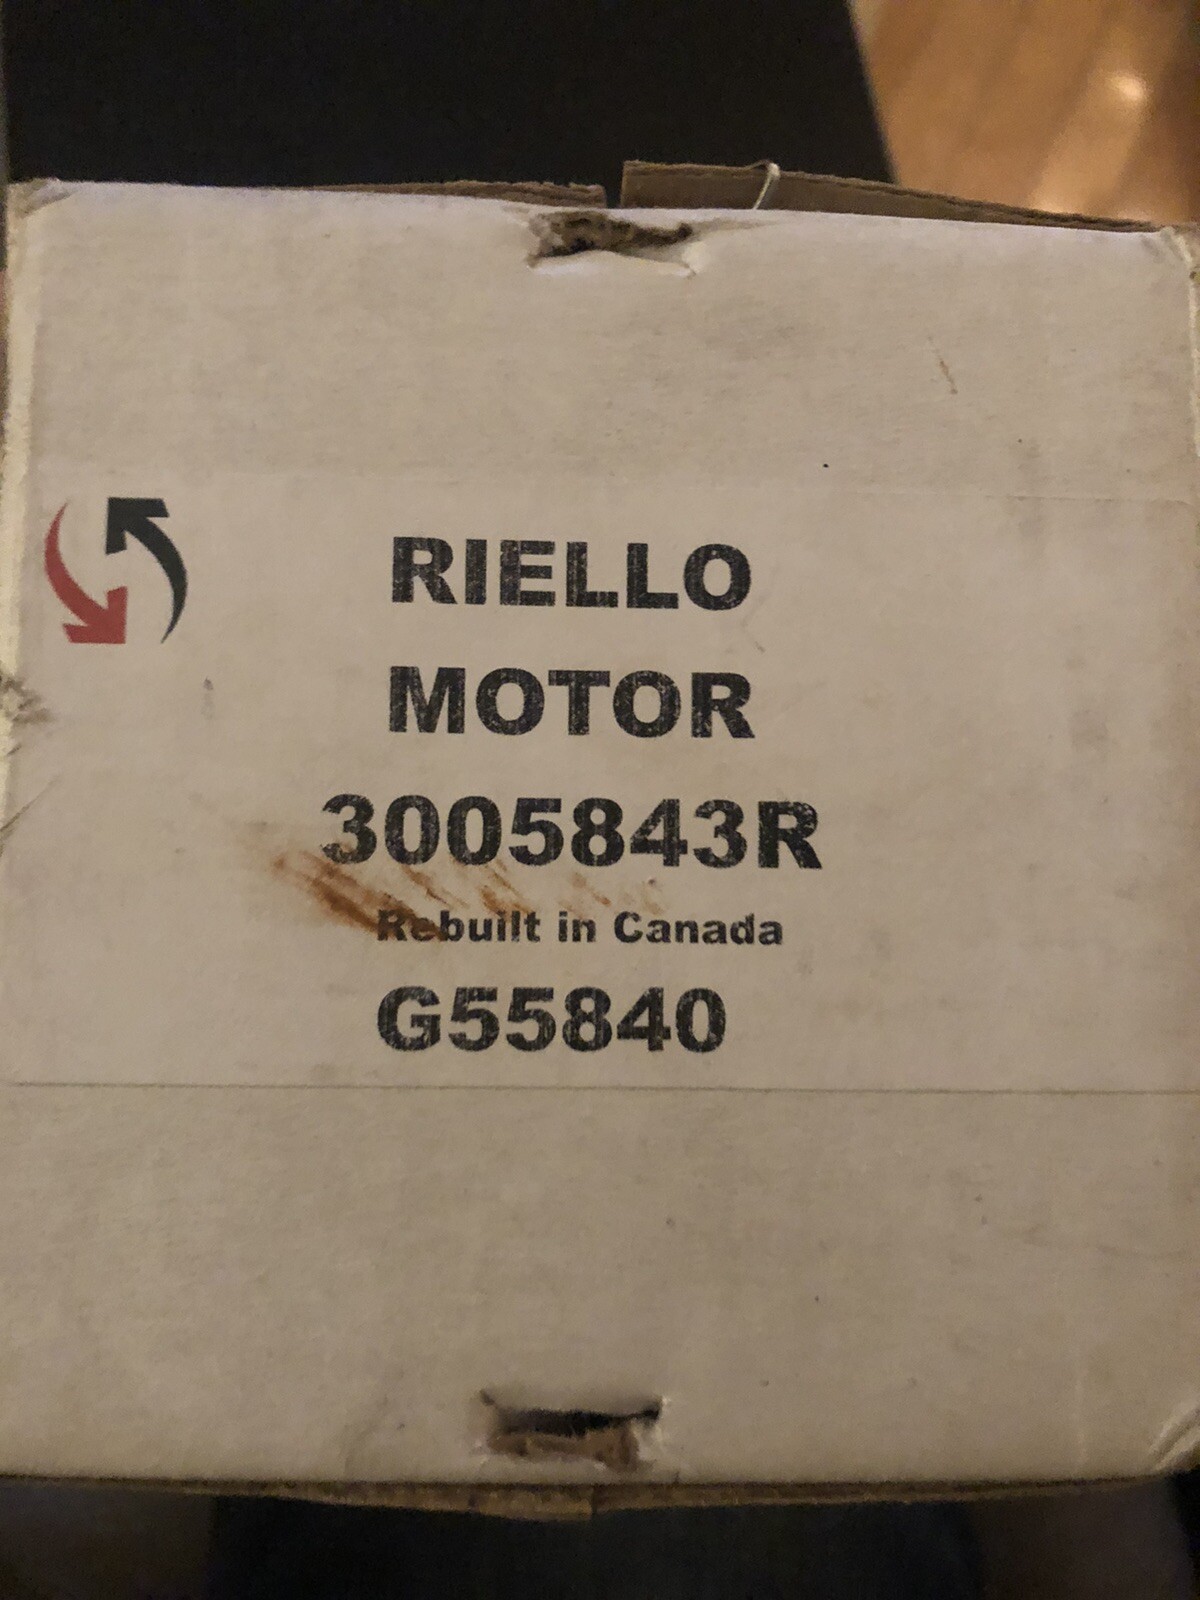 RIELLO
MOTOR
3005843R
Rebuilt in Canada
G55840